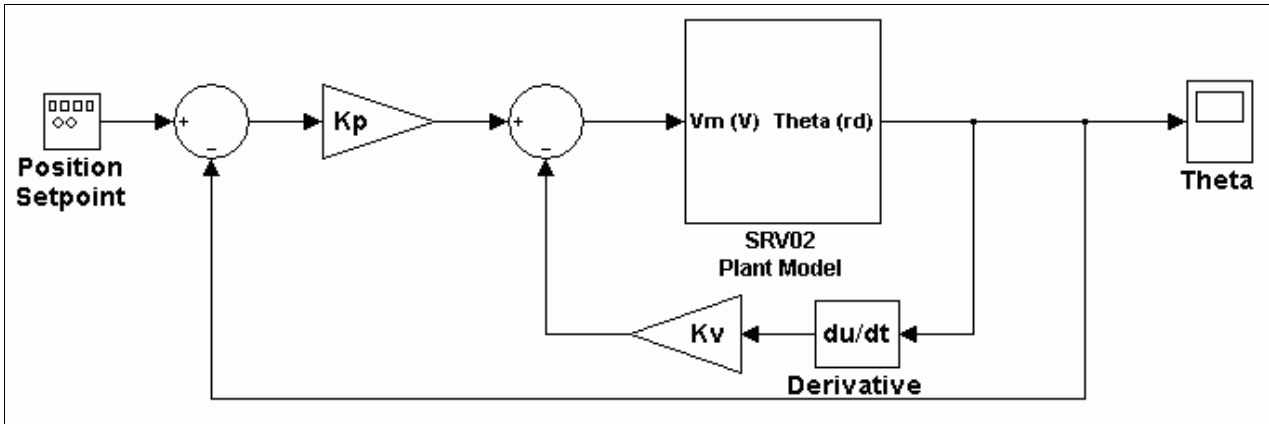 Position
Setpoint
+
−
Kp
+
−
Vm (V) Theta (rd)
SRV02
Plant Model
Theta
Kv
du/dt
Derivative